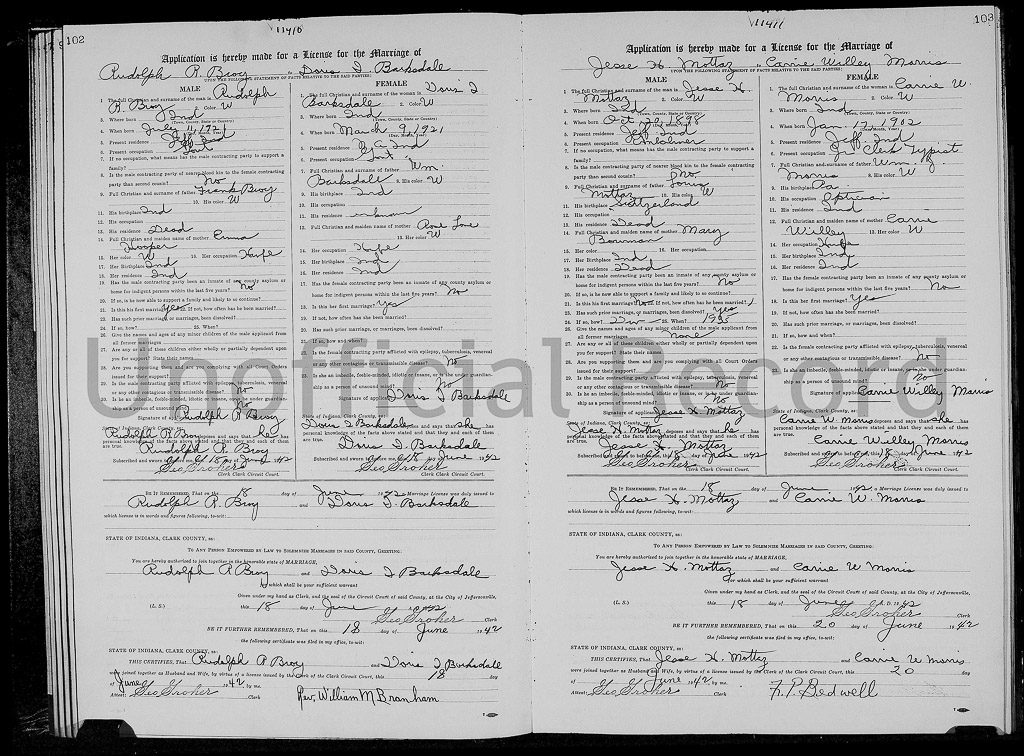 102
11410
Application is hereby made for a License for the Marriage of
Rudolph R. Broy to Doris I. Barksdale
UPON THE FOLLOWING STATEMENT OF FACTS RELATIVE TO THE SAID PARTIES:
MALE
1. The full Christian and surname of the man is Rudolph
R. Broy 2. Color W
3. Where born Ind
(Town, County, State or Country)
4. When born July 11, 1921
5. Present residence
6. Present occupation
7. If no occupation, what means has the male contracting party to support a
family?
8. Is the male contracting party of nearer blood kin to the female contracting
party than second cousin? No
9. Full Christian and surname of father Frank Broy
10. His color W
11. His birthplace Ind
12. His occupation
13. His residence Dead
14. Full Christian and maiden name of mother Emma
Hooper
15. Her color W 16. Her occupation Hwife
17. Her Birthplace Ind
18. Her residence Ind
19. Has the male contracting party been an inmate of any county asylum or
home for indigent persons within the last five years? No
20. If so, is he now able to support a family and likely to so continue?
21. Is this his first marriage? Yes 22. If not, how often has he been married?
23. Has such prior marriage, or marriages, been dissolved?
24. If so, how? 25. When?
26. Give the names and ages of any minor children of the male applicant from
all former marriages
27. Are any or all of these children either wholly or partially dependent upon
you for support? State their names
28. Are you supporting them and are you complying with all Court Orders
issued for their support?
29. Is the male contracting party afflicted with epilepsy, tuberculosis, venereal
or any other contagious or transmissible disease? No
30. Is he an imbecile, feeble-minded, idiotic or insane, or is he under guardian-
ship as a person of unsound mind? No
Signature of applicant Rudolph R Broy
State of Indiana, Clark County, ss:
Rudolph R Broy deposes and says that he has
personal knowledge of the facts above stated and that they and each of them
are true.
Rudolph R. Broy
Subscribed and sworn to before me, this 18 day of June 1942
Geo Groher
Clerk Clark Circuit Court.
FEMALE
1. The full Christian and surname of the woman is Doris I
Barksdale 2. Color W
3. Where born Ind
(Town, County, State or Country)
4. When born March 9, 1921
(Day, Month, Year)
5. Present residence
6. Present occupation
7. Full Christian and surname of father Wm
Barksdale 8. His color W
9. His birthplace Ind
10. His occupation
11. His residence unknown
12. Full Christian and maiden name of mother
13. Her color W
14. Her occupation Hwife
15. Her birthplace Ind
16. Her residence Ind
17. Has the female contracting party been an inmate of any county asylum or
home for indigent persons within the last five years? No
18. Is this her first marriage? Yes
19. If not, how often has she been married?
20. Has such prior marriage, or marriages, been dissolved?
21. If so, how and when?
22. Is the female contracting party afflicted with epilepsy, tuberculosis, venereal
or any other contagious or transmissible disease? No
23. Is she an imbecile, feeble-minded, idiotic or insane, or is she under guardian-
ship as a person of unsound mind? No
Signature of applicant Doris I Barksdale
State of Indiana, Clark County, ss:
Doris I Barksdale deposes and says that she has
personal knowledge of the facts above stated and that they and each of them
are true.
Doris I. Barksdale
Subscribed and sworn to before me, this 18 day of June 1942
Geo Groher
Clerk Clark Circuit Court.
BE IT REMEMBERED, That on the 18 day of June 1942 a Marriage License was duly issued to
Rudolph R. Broy and Doris I. Barksdale
which license is in words and figures following, to-wit:
STATE OF INDIANA, CLARK COUNTY, ss:
To ANY PERSON EMPOWERED BY LAW TO SOLEMNIZE MARRIAGES IN SAID COUNTY, GREETING:
You are hereby authorized to join together in the honorable state of MARRIAGE,
Rudolph R Broy and Doris I Barksdale
for which shall be your sufficient warrant
Given under my hand as Clerk, and the seal of the Circuit Court of said County, at the City of Jeffersonville,
(L. S.) this 18 day of June A. D. 1942
Geo Groher Clerk
BE IT FURTHER REMEMBERED, That on this 18 day of June 1942
the following certificate was filed in my office, to-wit:
STATE OF INDIANA, CLARK COUNTY, ss:
THIS CERTIFIES, That Rudolph R Broy and Doris I Barksdale
were joined together as Husband and Wife, by virtue of a license issued by the Clerk of the Clark Circuit Court, this 18 day
of June 1942 by me.
Attest: Geo Groher Clerk
Rev. William M Branham
103
11411
Application is hereby made for a License for the Marriage of
Jesse H. Mottaz to Carrie Willey Morris
UPON THE FOLLOWING STATEMENT OF FACTS RELATIVE TO THE SAID PARTIES:
MALE
1. The full Christian and surname of the man is Jesse H.
Mottaz 2. Color W
3. Where born Ind
(Town, County, State or Country)
4. When born Oct. 20, 1898
5. Present residence Jeff Ind
6. Present occupation
7. If no occupation, what means has the male contracting party to support a
family?
8. Is the male contracting party of nearer blood kin to the female contracting
party than second cousin? No
9. Full Christian and surname of father Louis
Mottaz 10. His color W
11. His birthplace Switzerland
12. His occupation
13. His residence Dead
14. Full Christian and maiden name of mother Mary
Bowman
15. Her color 16. Her occupation
17. Her birthplace Ind
18. Her residence Dead
19. Has the male contracting party been an inmate of any county asylum or
home for indigent persons within the last five years? No
20. If so, is he now able to support a family and likely to so continue?
21. Is this his first marriage? No 22. If not, how often has he been married? 1
23. Has such prior marriage, or marriages, been dissolved? Yes
24. If so, how? Div 25. When? 1935
26. Give the names and ages of any minor children of the male applicant from
all former marriages None
27. Are any or all of these children either wholly or partially dependent upon
you for support? State their names
28. Are you supporting them and are you complying with all Court Orders
issued for their support?
29. Is the male contracting party afflicted with epilepsy, tuberculosis, venereal
or any other contagious or transmissible disease? No
30. Is he an imbecile, feeble-minded, idiotic or insane, or is he under guardian-
ship as a person of unsound mind? No
Signature of applicant Jesse H Mottaz
State of Indiana, Clark County, ss:
Jesse H. Mottaz deposes and says that he has
personal knowledge of the facts above stated and that they and each of them
are true.
Jesse H. Mottaz
Subscribed and sworn to before me, this 18 day of June 1942
Geo Groher
Clerk Clark Circuit Court.
FEMALE
1. The full Christian and surname of the woman is Carrie W.
Morris 2. Color W
3. Where born Ind
(Town, County, State or Country)
4. When born Jan. 17, 1902
(Day, Month, Year)
5. Present residence Jeff Ind
6. Present occupation Clerk Typist
7. Full Christian and surname of father Wm. J.
Morris 8. His color W
9. His birthplace Pa.
10. His occupation Optician
11. His residence Ind
12. Full Christian and maiden name of mother Carrie
Willey 13. Her color W
14. Her occupation Hwife
15. Her birthplace Ind
16. Her residence Ind
17. Has the female contracting party been an inmate of any county asylum or
home for indigent persons within the last five years? No
18. Is this her first marriage? Yes
19. If not, how often has she been married?
20. Has such prior marriage, or marriages, been dissolved?
21. If so, how and when?
22. Is the female contracting party afflicted with epilepsy, tuberculosis, venereal
or any other contagious or transmissible disease? No
23. Is she an imbecile, feeble-minded, idiotic or insane, or is she under guardian-
ship as a person of unsound mind? No
Signature of applicant Carrie Willey Morris
State of Indiana, Clark County, ss:
Carrie W. Morris deposes and says that she has
personal knowledge of the facts above stated and that they and each of them
are true.
Carrie Willey Morris
Subscribed and sworn to before me, this 18 day of June 1942
Geo Groher
Clerk Clark Circuit Court.
BE IT REMEMBERED, That on the 18 day of June 1942 a Marriage License was duly issued to
Jesse H. Mottaz and Carrie W. Morris
which license is in words and figures following, to-wit:
STATE OF INDIANA, CLARK COUNTY, ss:
To ANY PERSON EMPOWERED BY LAW TO SOLEMNIZE MARRIAGES IN SAID COUNTY, GREETING:
You are hereby authorized to join together in the honorable state of MARRIAGE,
Jesse H. Mottaz and Carrie W Morris
for which shall be your sufficient warrant
Given under my hand as Clerk, and the seal of the Circuit Court of said County, at the City of Jeffersonville,
(L. S.) this 18 day of June A. D. 1942
Geo Groher Clerk
BE IT FURTHER REMEMBERED, That on this 20 day of June 1942
the following certificate was filed in my office, to-wit:
STATE OF INDIANA, CLARK COUNTY, ss:
THIS CERTIFIES, That Jesse H. Mottaz and Carrie W Morris
were joined together as Husband and Wife, by virtue of a license issued by the Clerk of the Clark Circuit Court, this 20 day
of June 1942 by me.
Attest: Geo Groher Clerk
F. P. Bedwell
Unofficial Record